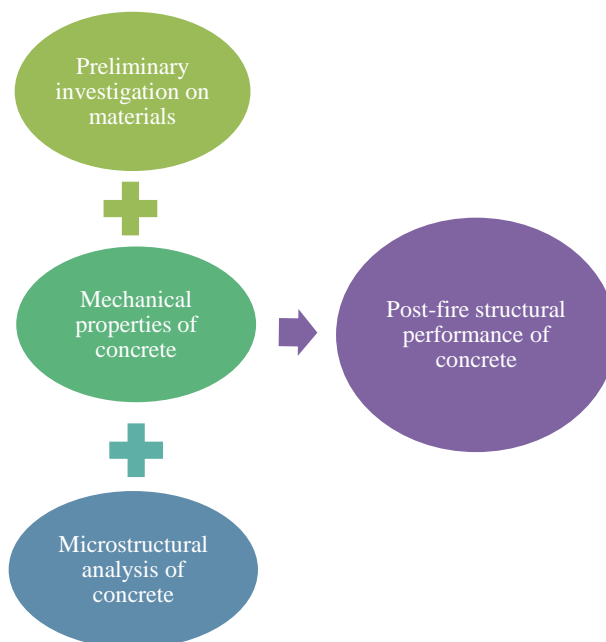 Preliminary
investigation on
materials
Mechanical
properties of
concrete
Post-fire structural
performance of
concrete
Microstructural
analysis of
concrete